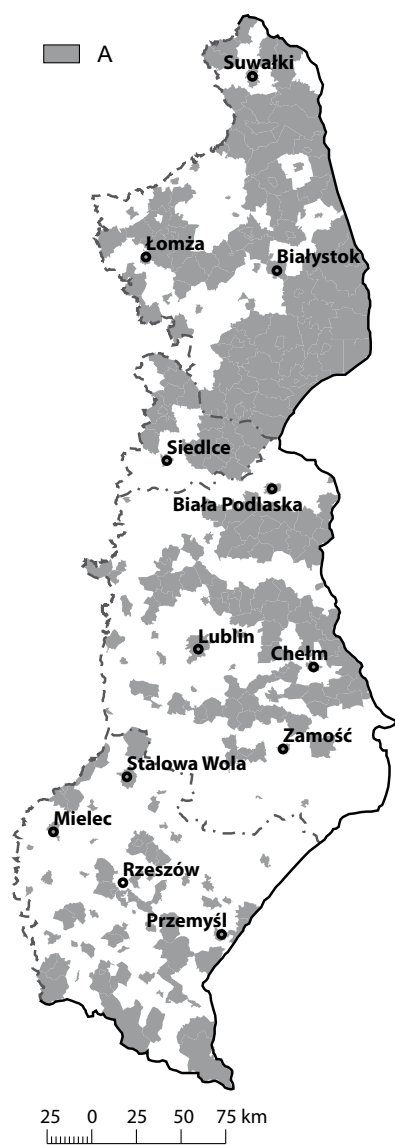 A
Suwałki
Łomża
Białystok
Siedlce
Biała Podlaska
Lublin
Chełm
Zamość
Stalowa Wola
Mielec
Rzeszów
Przemyśl
25 0 25 50 75 km